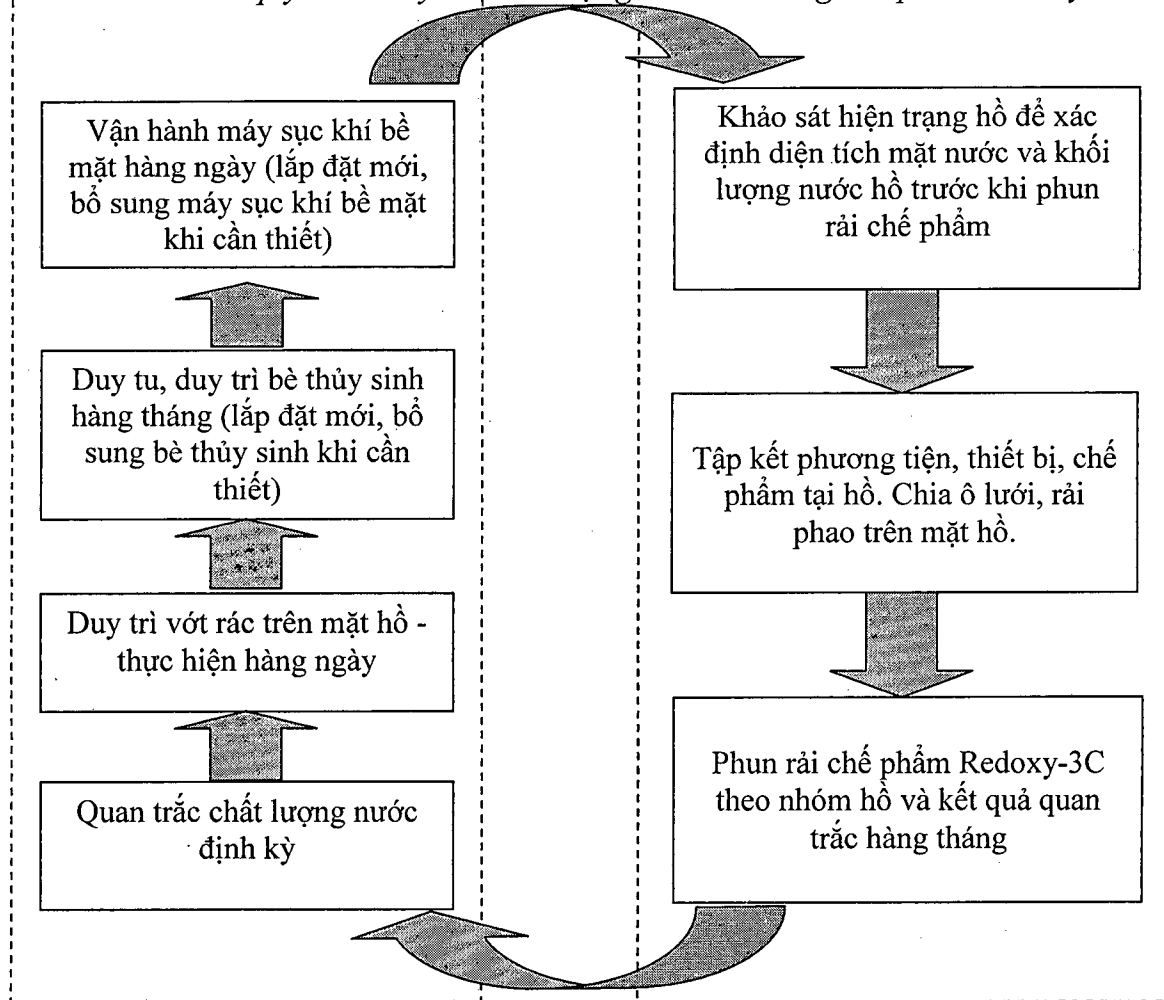 Vận hành máy sục khí bề
mặt hàng ngày (lắp đặt mới,
bổ sung máy sục khí bề mặt
khi cần thiết)
Duy tu, duy trì bè thủy sinh
hàng tháng (lắp đặt mới, bổ
sung bè thủy sinh khi cần
thiết)
Duy trì vớt rác trên mặt hồ -
thực hiện hàng ngày
Quan trắc chất lượng nước
định kỳ
Khảo sát hiện trạng hồ để xác
định diện tích mặt nước và khối
lượng nước hồ trước khi phun
rải chế phẩm
Tập kết phương tiện, thiết bị, chế
phẩm tại hồ. Chia ô lưới, rải
phao trên mặt hồ.
Phun rải chế phẩm Redoxy-3C
theo nhóm hồ và kết quả quan
trắc hàng tháng